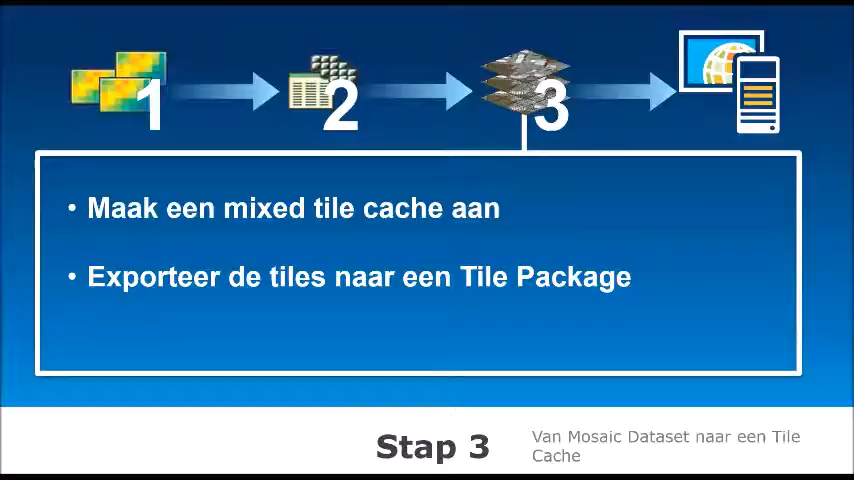 1 2 3
• Maak een mixed tile cache aan
• Exporteer de tiles naar een Tile Package
Stap 3
Van Mosaic Dataset naar een Tile
Cache